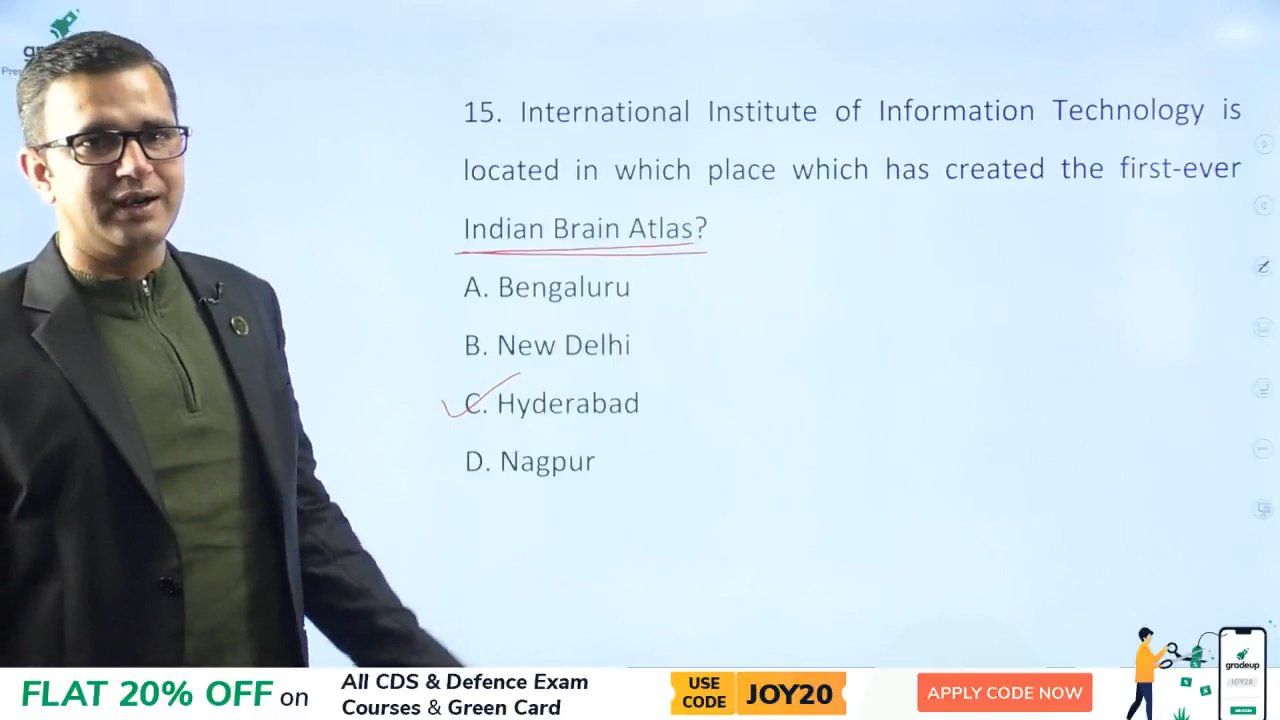 15. International Institute of Information Technology is
located in which place which has created the first-ever
Indian Brain Atlas?
A. Bengaluru
B. New Delhi
C. Hyderabad
D. Nagpur
FLAT 20% OFF on
All CDS & Defence Exam
Courses & Green Card
USE
CODE
JOY20
APPLY CODE NOW
gradeup
JOY20